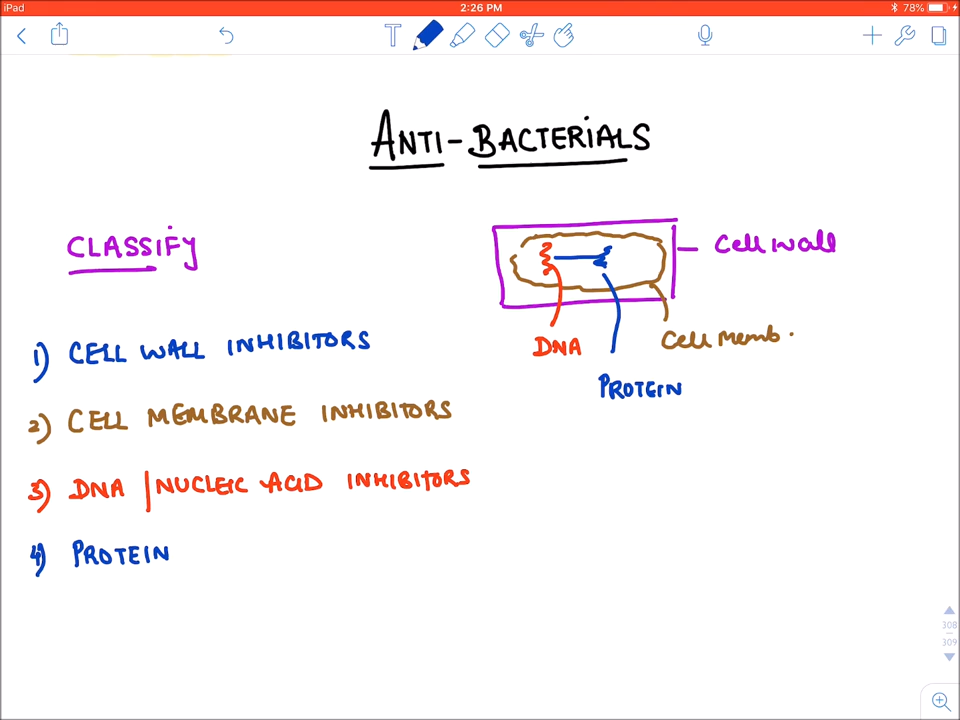 iPad 2:26 PM 78%
T
ANTI-BACTERIALS
CLASSIFY
Cell wall
DNA
Cell Memb.
PROTEIN
1) CELL WALL INHIBITORS
2) CELL MEMBRANE INHIBITORS
3) DNA | NUCLEIC ACID INHIBITORS
4) PROTEIN
308
309